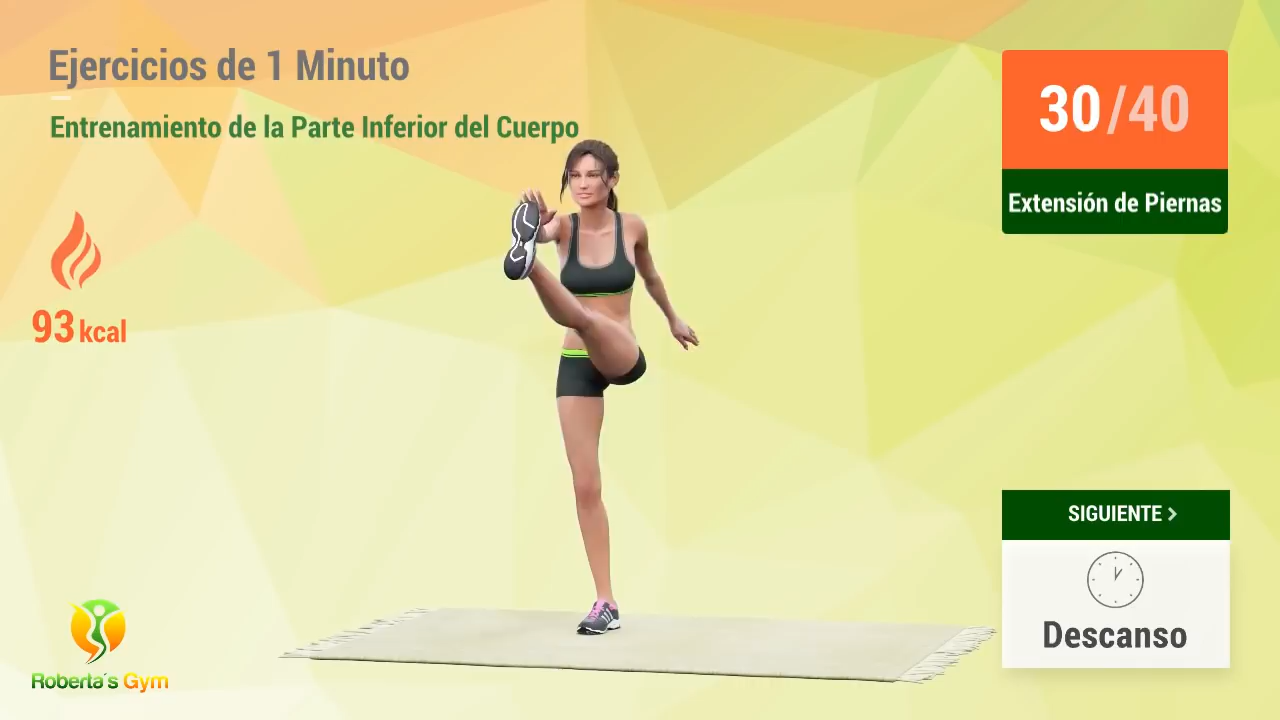 Ejercicios de 1 Minuto
Entrenamiento de la Parte Inferior del Cuerpo
30/40
Extensión de Piernas
93 kcal
SIGUIENTE >
Descanso
Roberta´s Gym